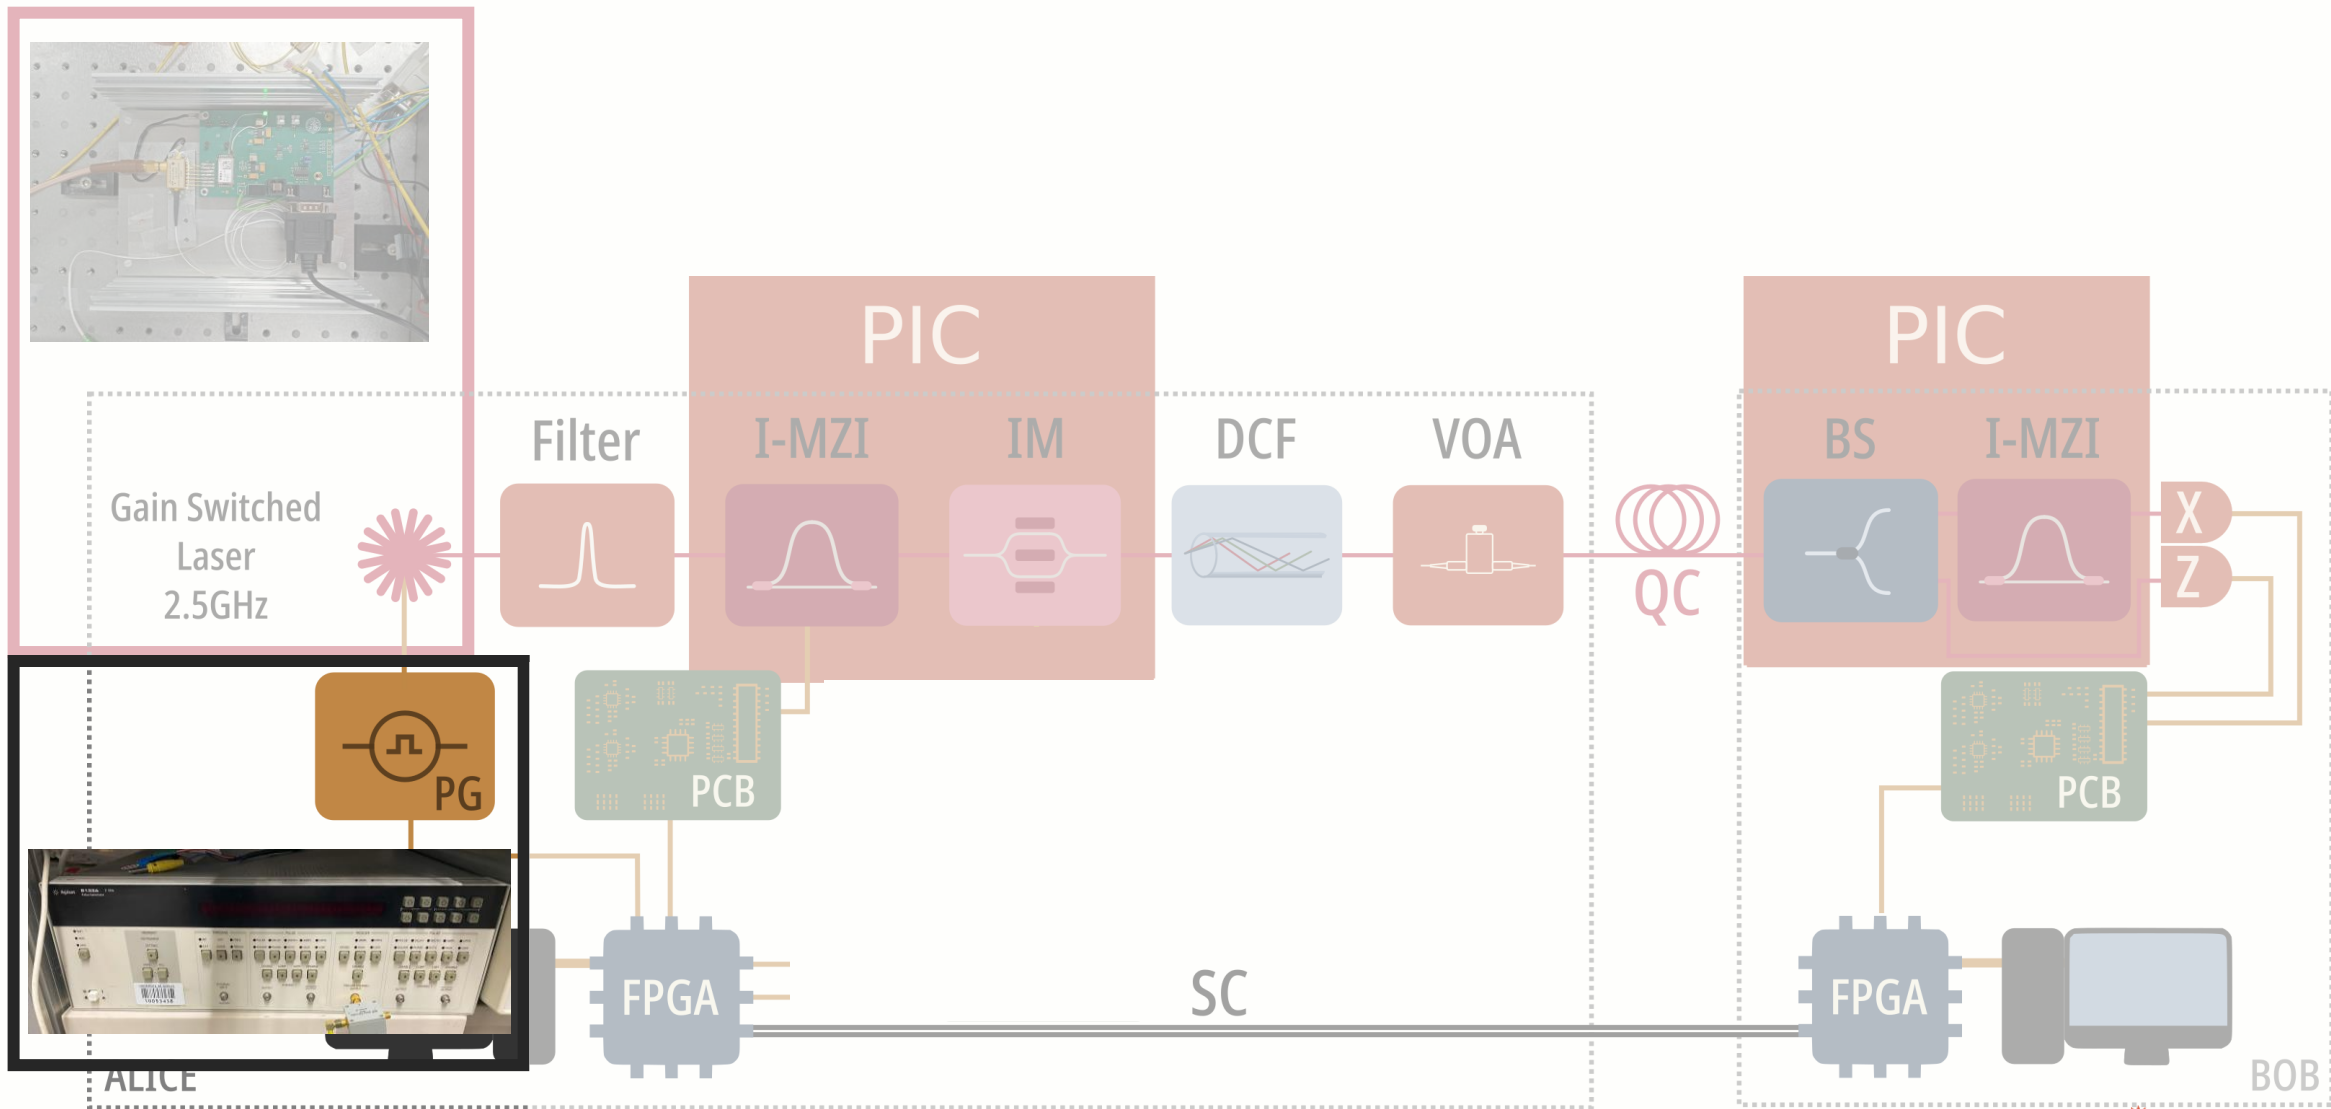 PIC
PIC
Filter
I-MZI
IM
DCF
VOA
BS
I-MZI
Gain Switched
Laser
2.5GHz
X
Z
QC
PG
PCB
PCB
FPGA
SC
FPGA
ALICE
BOB